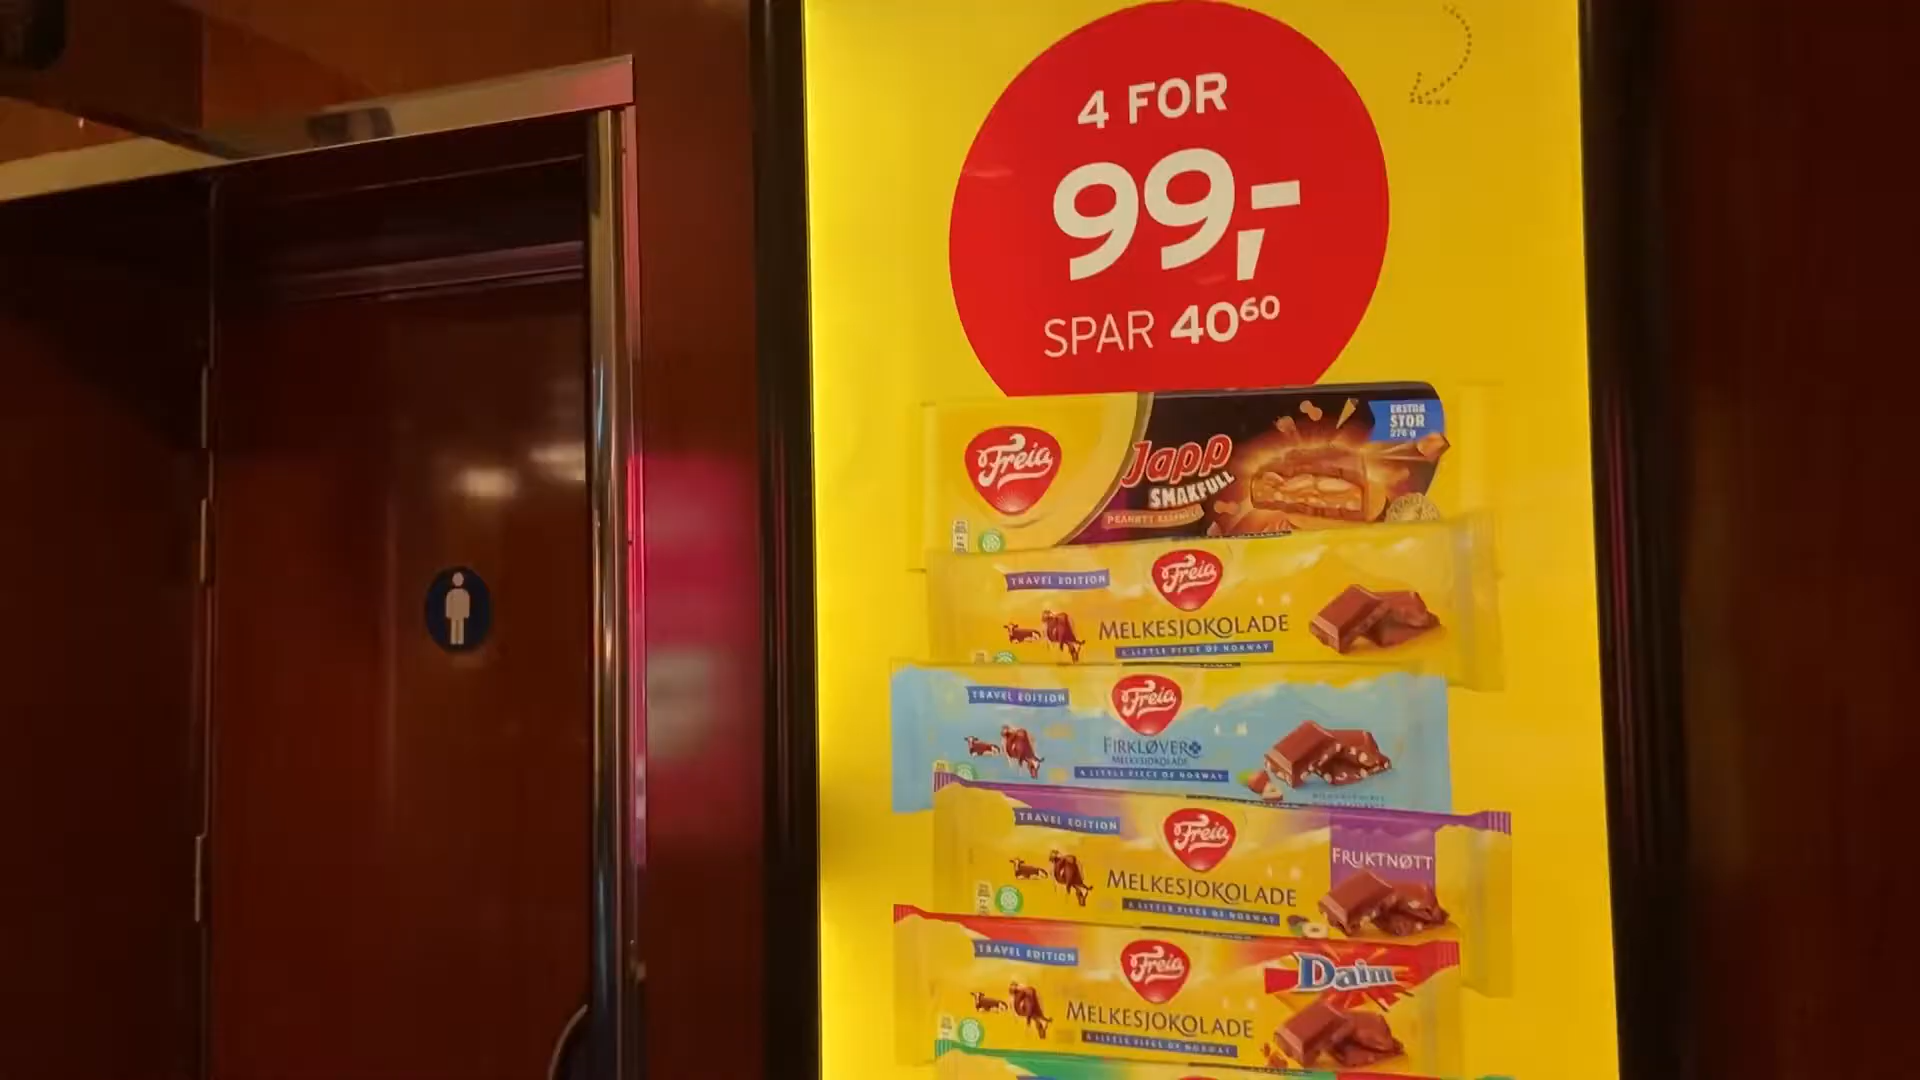 4 FOR
99,-
SPAR 40⁶⁰
Freia
Japp
SMAKFULL
EKSTRA
STOR
276 g
TRAVEL EDITION
Freia
MELKESJOKOLADE
A LITTLE PIECE OF NORWAY
TRAVEL EDITION
Freia
FIRKLØVER
MELKESJOKOLADE
A LITTLE PIECE OF NORWAY
TRAVEL EDITION
Freia
FRUKTNØTT
MELKESJOKOLADE
A LITTLE PIECE OF NORWAY
TRAVEL EDITION
Freia
Daim
MELKESJOKOLADE
A LITTLE PIECE OF NORWAY